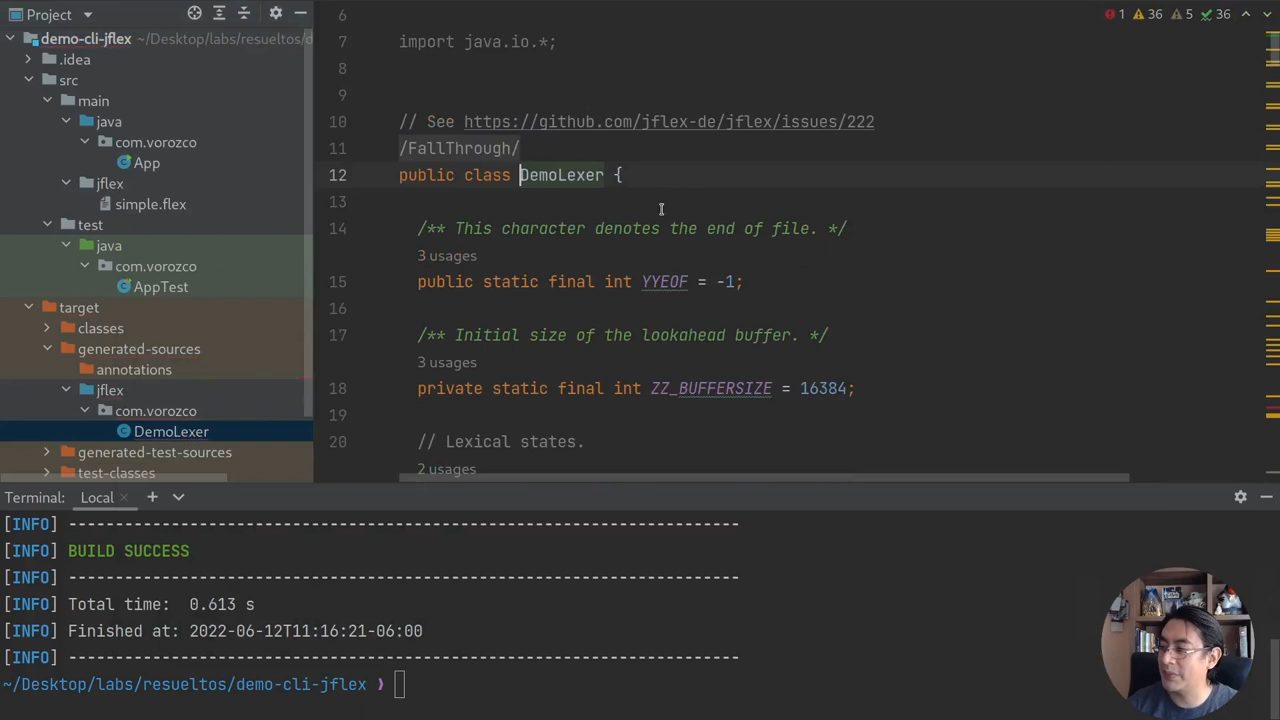 Project
demo-cli-jflex ~/Desktop/labs/resueltos/d
.idea
src
main
java
com.vorozco
App
jflex
simple.flex
test
java
com.vorozco
AppTest
target
classes
generated-sources
annotations
jflex
com.vorozco
DemoLexer
generated-test-sources
test-classes
1 36 5 36
6
7 import java.io.*;
8
9
10 // See https://github.com/jflex-de/jflex/issues/222
11 /FallThrough/
12 public class DemoLexer {
13
14 /** This character denotes the end of file. */
3 usages
15 public static final int YYEOF = -1;
16
17 /** Initial size of the lookahead buffer. */
3 usages
18 private static final int ZZ_BUFFERSIZE = 16384;
19
20 // Lexical states.
2 usages
Terminal: Local × +
[INFO] ------------------------------------------------------------------------
[INFO] BUILD SUCCESS
[INFO] ------------------------------------------------------------------------
[INFO] Total time:  0.613 s
[INFO] Finished at: 2022-06-12T11:16:21-06:00
[INFO] ------------------------------------------------------------------------
~/Desktop/labs/resueltos/demo-cli-jflex ❯